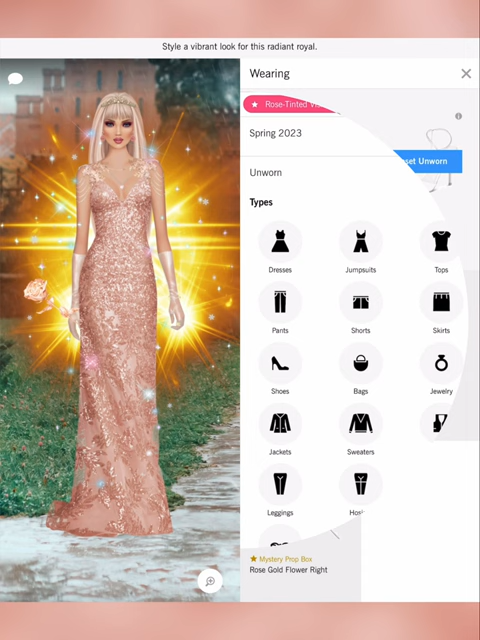 Style a vibrant look for this radiant royal.
Wearing
Rose-Tinted
Spring 2023
Unworn
Unworn
Types
Dresses
Jumpsuits
Tops
Pants
Shorts
Skirts
Shoes
Bags
Jewelry
Jackets
Sweaters
Leggings
Mystery Prop Box
Rose Gold Flower Right